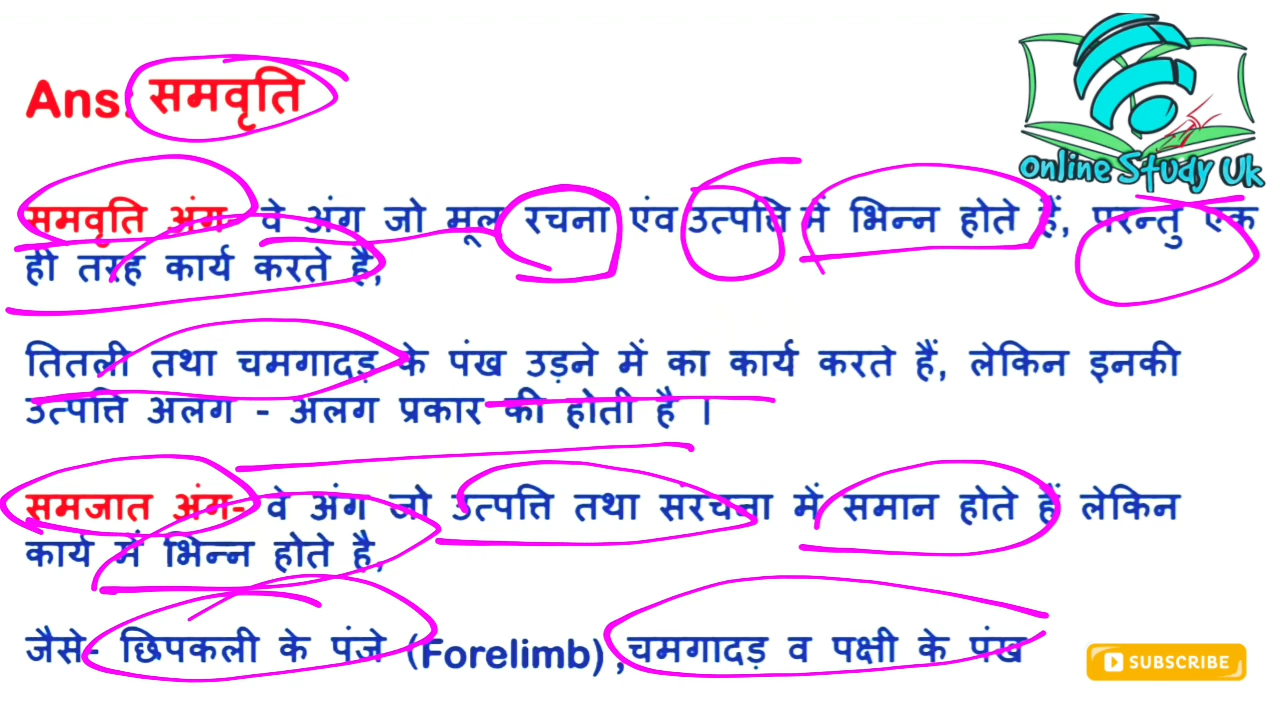 Ans: समवृति
Online Study Uk
समवृति अंग- वे अंग जो मूल रचना एंव उत्पत्ति में भिन्न होते हैं, परन्तु एक
ही तरह कार्य करते है,
तितली तथा चमगादड़ के पंख उड़ने में का कार्य करते हैं, लेकिन इनकी
उत्पत्ति अलग - अलग प्रकार की होती है ।
समजात अंग- वे अंग जो उत्पत्ति तथा संरचना में समान होते हैं लेकिन
कार्य में भिन्न होते है,
जैसे- छिपकली के पंजे (Forelimb) ,चमगादड़ व पक्षी के पंख
SUBSCRIBE